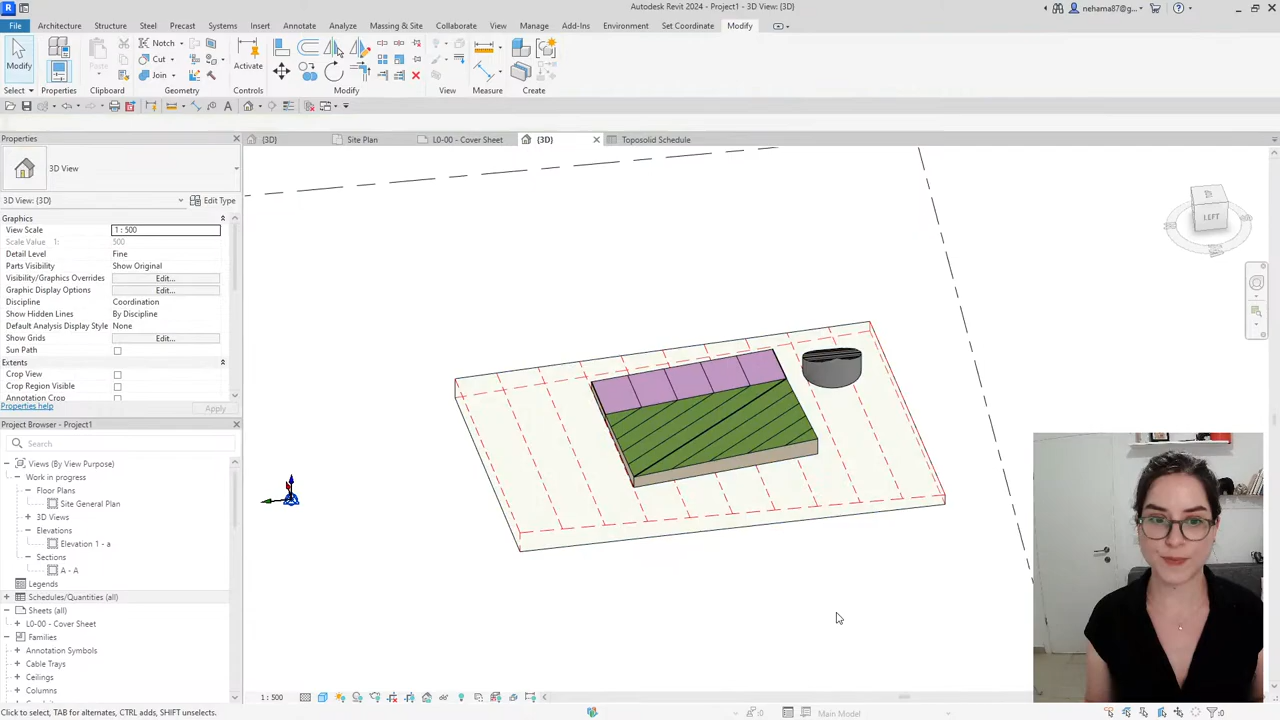 Autodesk Revit 2024 - Project1 - 3D View: {3D}
nehama87@g...
File Architecture Structure Steel Precast Systems Insert Annotate Analyze Massing & Site Collaborate View Manage Add-Ins Environment Set Coordinate Modify
Modify Paste Notch Cut Join Activate
Select Properties Clipboard Geometry Controls Modify View Measure Create
Properties
{3D} Site Plan L0-00 - Cover Sheet {3D} Toposolid Schedule
3D View
3D View: {3D} Edit Type
Graphics
View Scale 1 : 500
Scale Value 1: 500
Detail Level Fine
Parts Visibility Show Original
Visibility/Graphics Overrides Edit...
Graphic Display Options Edit...
Discipline Coordination
Show Hidden Lines By Discipline
Default Analysis Display Style None
Show Grids Edit...
Sun Path
Extents
Crop View
Crop Region Visible
Annotation Crop
Properties help Apply
Project Browser - Project1
Search
Views (By View Purpose)
Work in progress
Floor Plans
Site General Plan
3D Views
Elevations
Elevation 1 - a
Sections
A - A
Legends
Schedules/Quantities (all)
Sheets (all)
L0-00 - Cover Sheet
Families
Annotation Symbols
Cable Trays
Ceilings
Columns
LEFT
1 : 500
Click to select, TAB for alternates, CTRL adds, SHIFT unselects. :0 Main Model :0